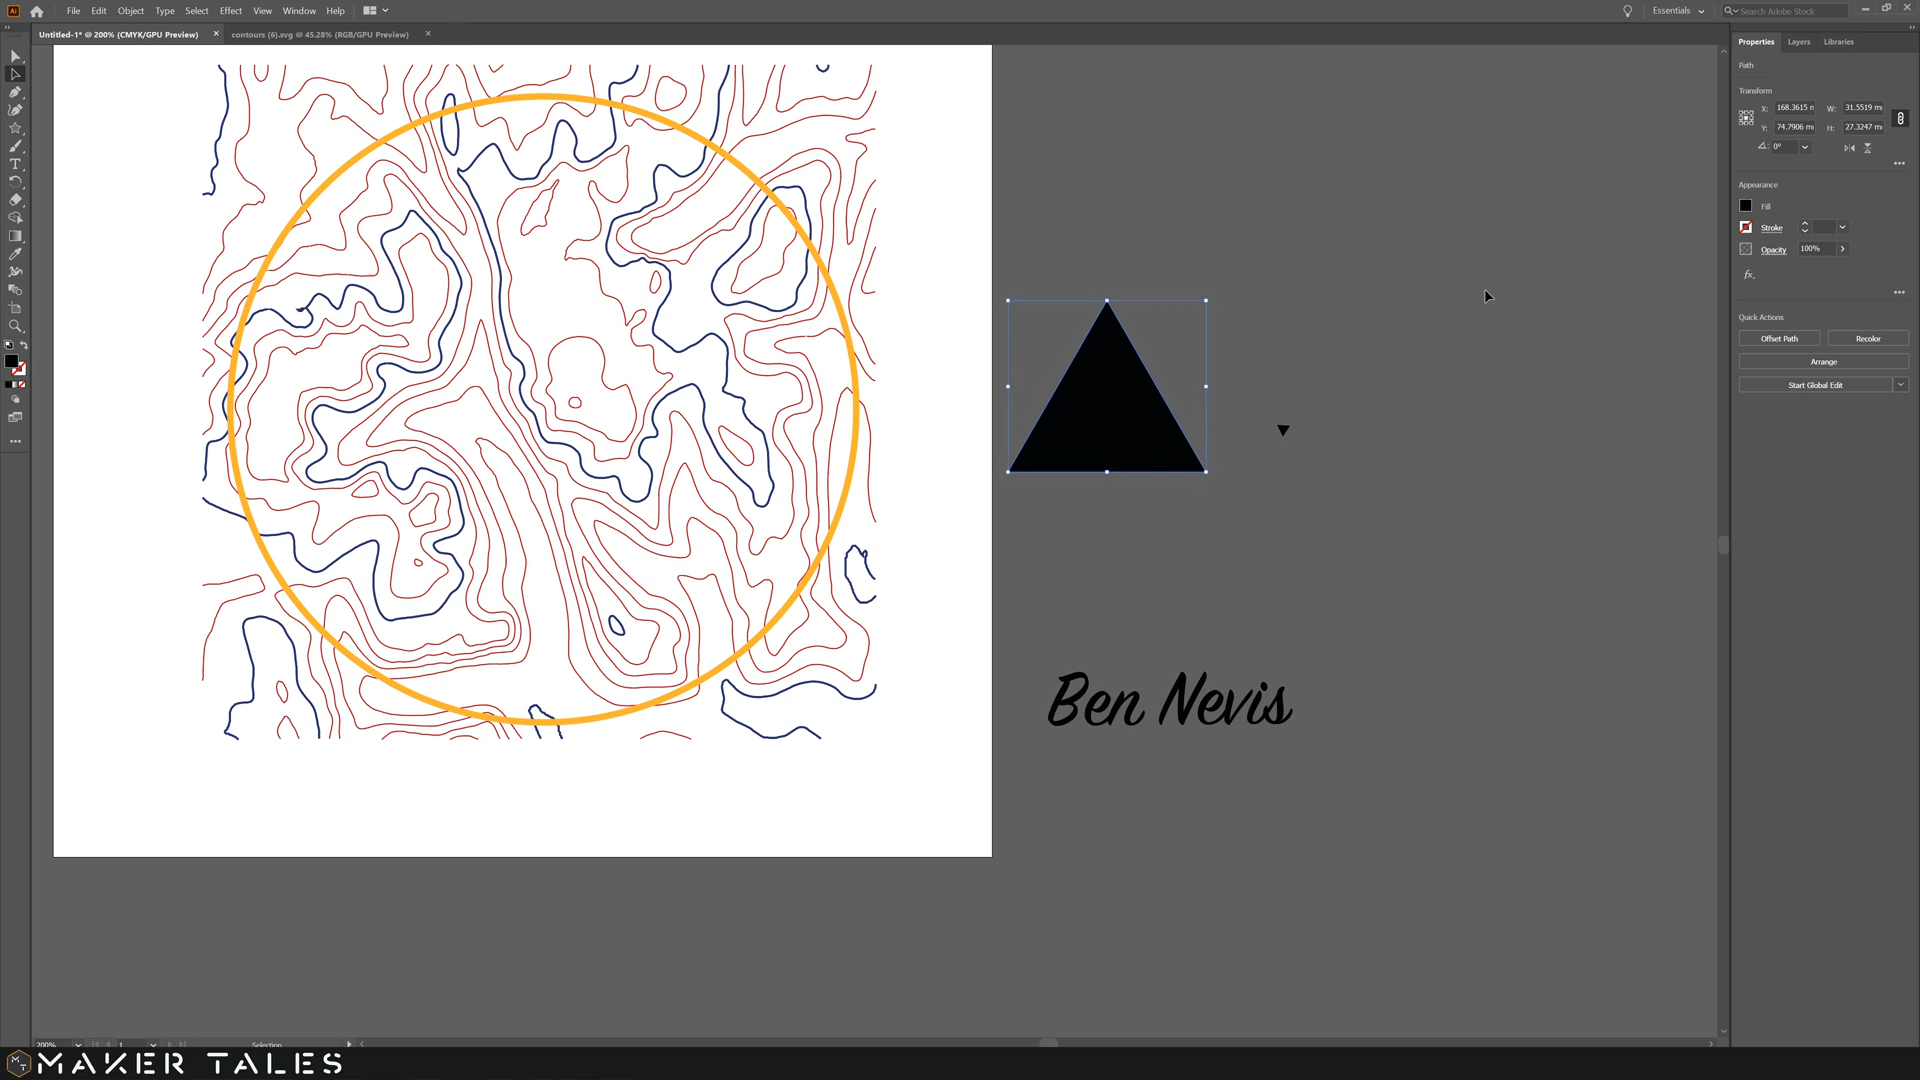 File Edit Object Type Select Effect View Window Help
Essentials
Search Adobe Stock
Untitled-1* @ 200% (CMYK/GPU Preview) ×
contours (6).svg @ 45.28% (RGB/GPU Preview) ×
Properties Layers Libraries
Path
Transform
X: 168.3615 W: 31.5519 m
Y: 74.7906 m H: 27.3247 m
0°
Appearance
Fill
Stroke
Opacity 100%
fx.
Quick Actions
Offset Path Recolor
Arrange
Start Global Edit
Ben Nevis
200% 1 Selection
MAKER TALES